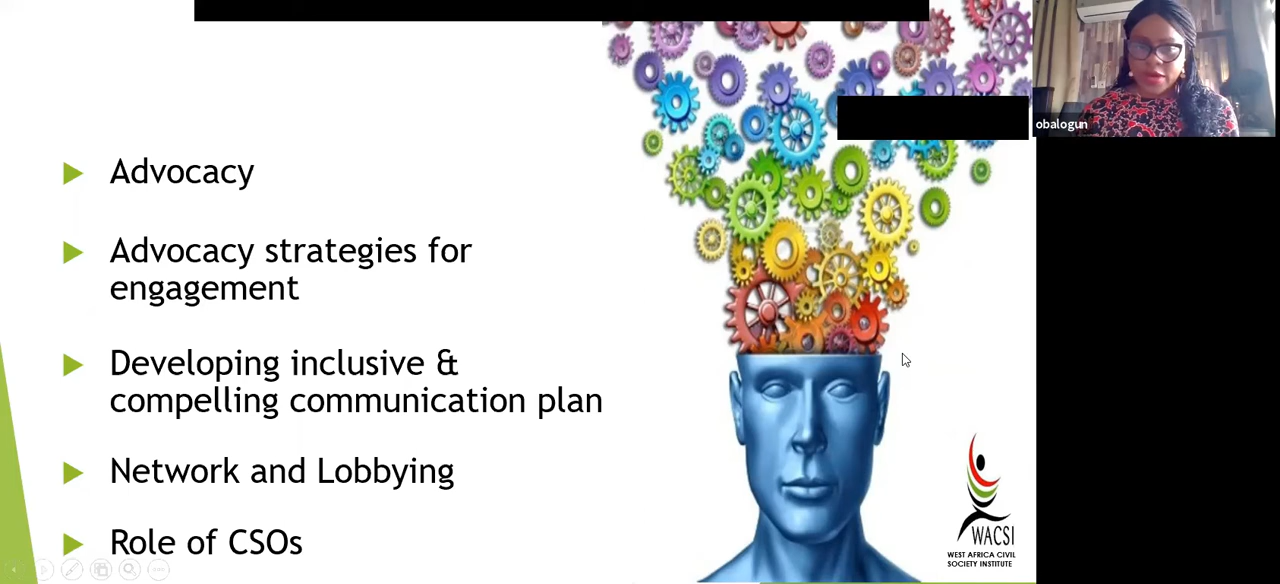 Advocacy
Advocacy strategies for
engagement
Developing inclusive &
compelling communication plan
Network and Lobbying
Role of CSOs
obalogun
WACSI
WEST AFRICA CIVIL
SOCIETY INSTITUTE